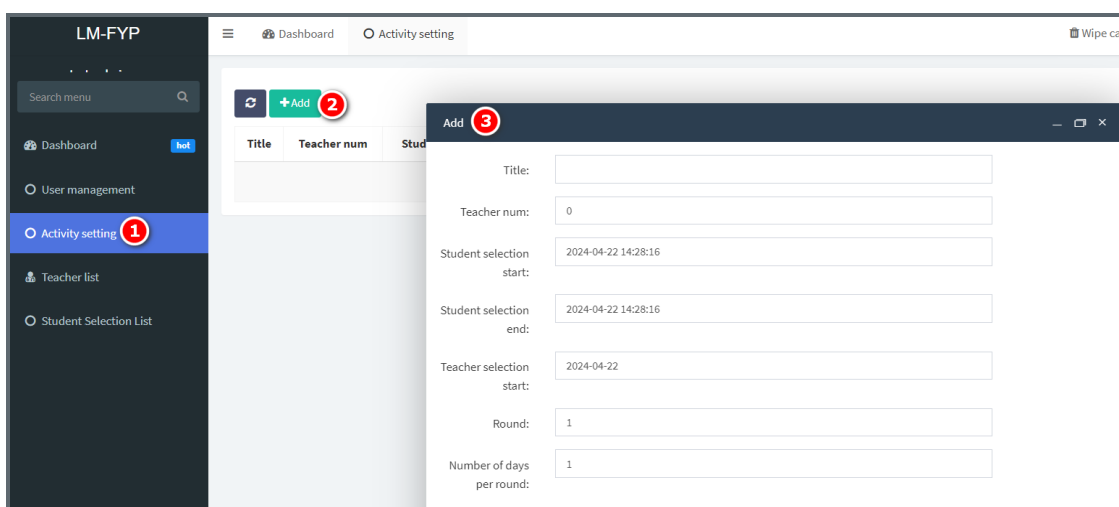 LM-FYP
Dashboard
Activity setting
Wipe ca
Search menu
Add
2
Dashboard
hot
Title
Teacher num
Stud
User management
Activity setting
1
Teacher list
Student Selection List
Add
3
Title:
Teacher num:
0
Student selection
start:
2024-04-22 14:28:16
Student selection
end:
2024-04-22 14:28:16
Teacher selection
start:
2024-04-22
Round:
1
Number of days
per round:
1